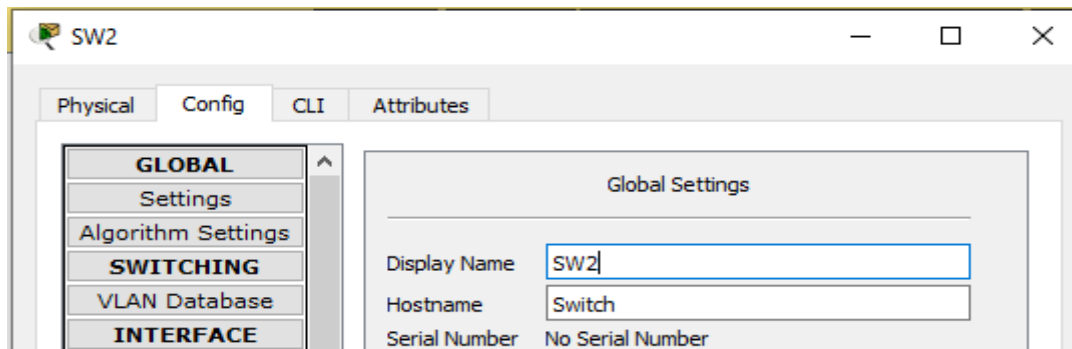 SW2
Physical Config CLI Attributes
GLOBAL
Settings
Algorithm Settings
SWITCHING
VLAN Database
INTERFACE
Global Settings
Display Name SW2
Hostname Switch
Serial Number No Serial Number